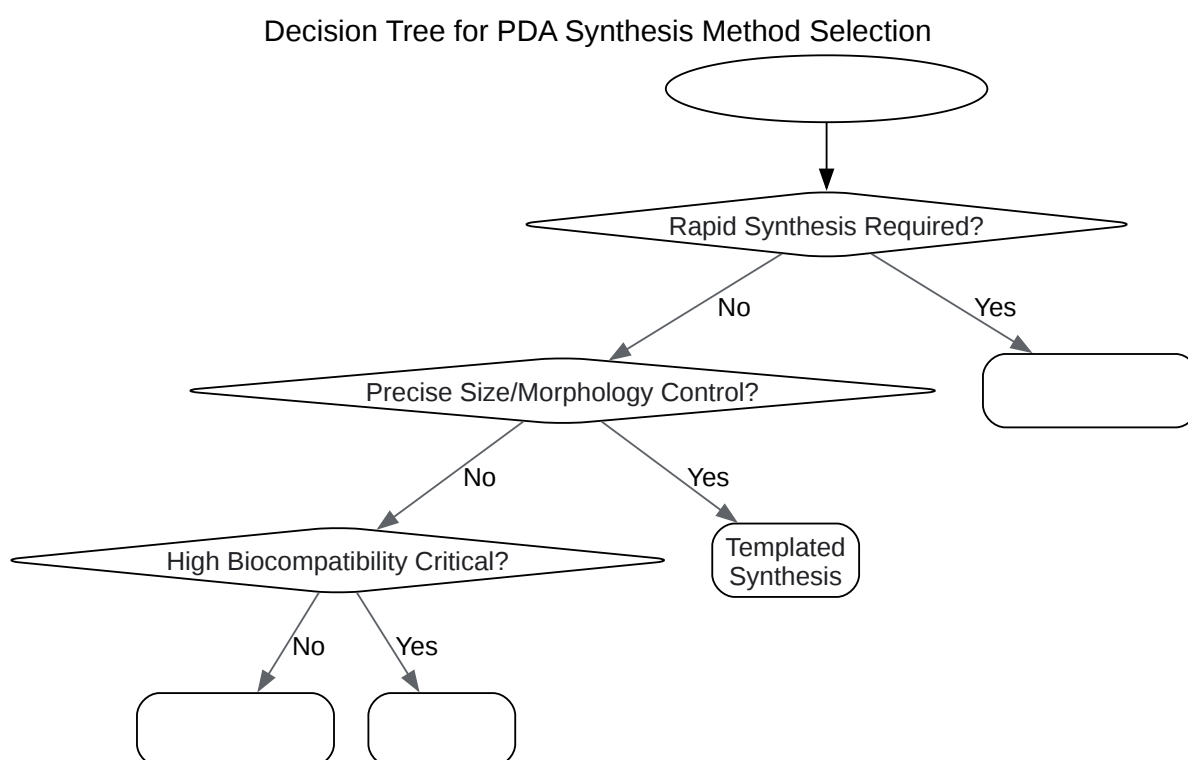 Decision Tree for PDA Synthesis Method Selection
Rapid Synthesis Required?
No
Yes
Precise Size/Morphology Control?
No
Yes
High Biocompatibility Critical?
Templated
Synthesis
No
Yes